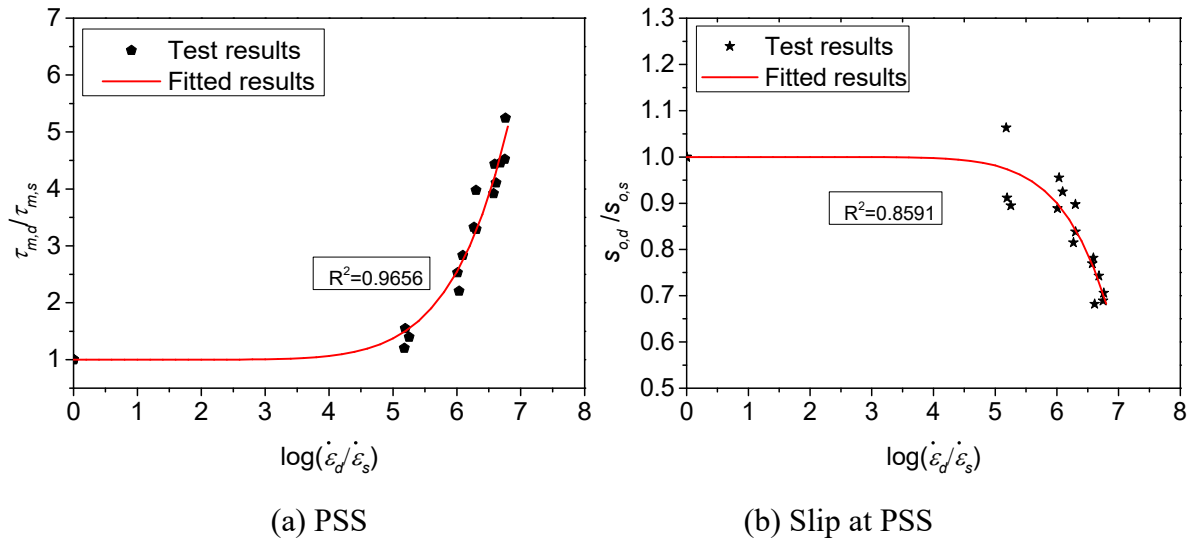 7
6
5
4
3
2
1
0 1 2 3 4 5 6 7 8
τm,d/τm,s
log(ε̇d/ε̇s)
Test results
Fitted results
R²=0.9656
(a) PSS
1.3
1.2
1.1
1.0
0.9
0.8
0.7
0.6
0.5
0 1 2 3 4 5 6 7 8
so,d/so,s
log(ε̇d/ε̇s)
Test results
Fitted results
R²=0.8591
(b) Slip at PSS